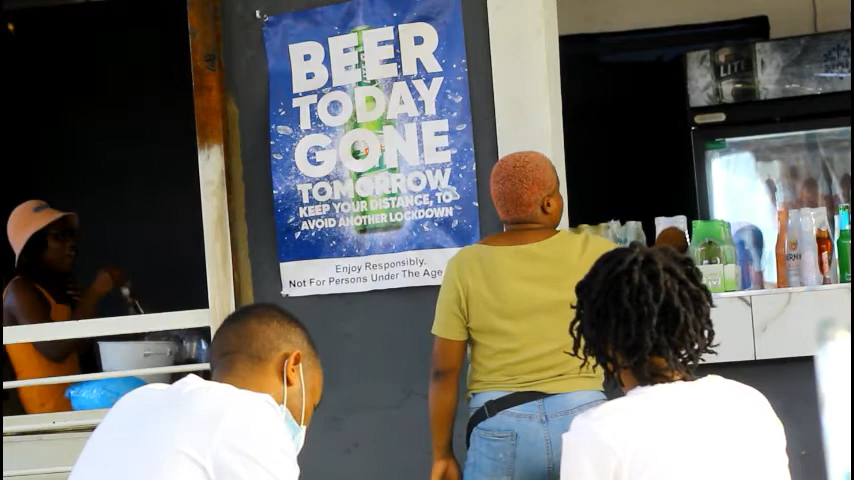 BEER
TODAY
GONE
TOMORROW
KEEP YOUR DISTANCE, TO
AVOID ANOTHER LOCKDOWN
Enjoy Responsibly.
Not For Persons Under The Age
LITE